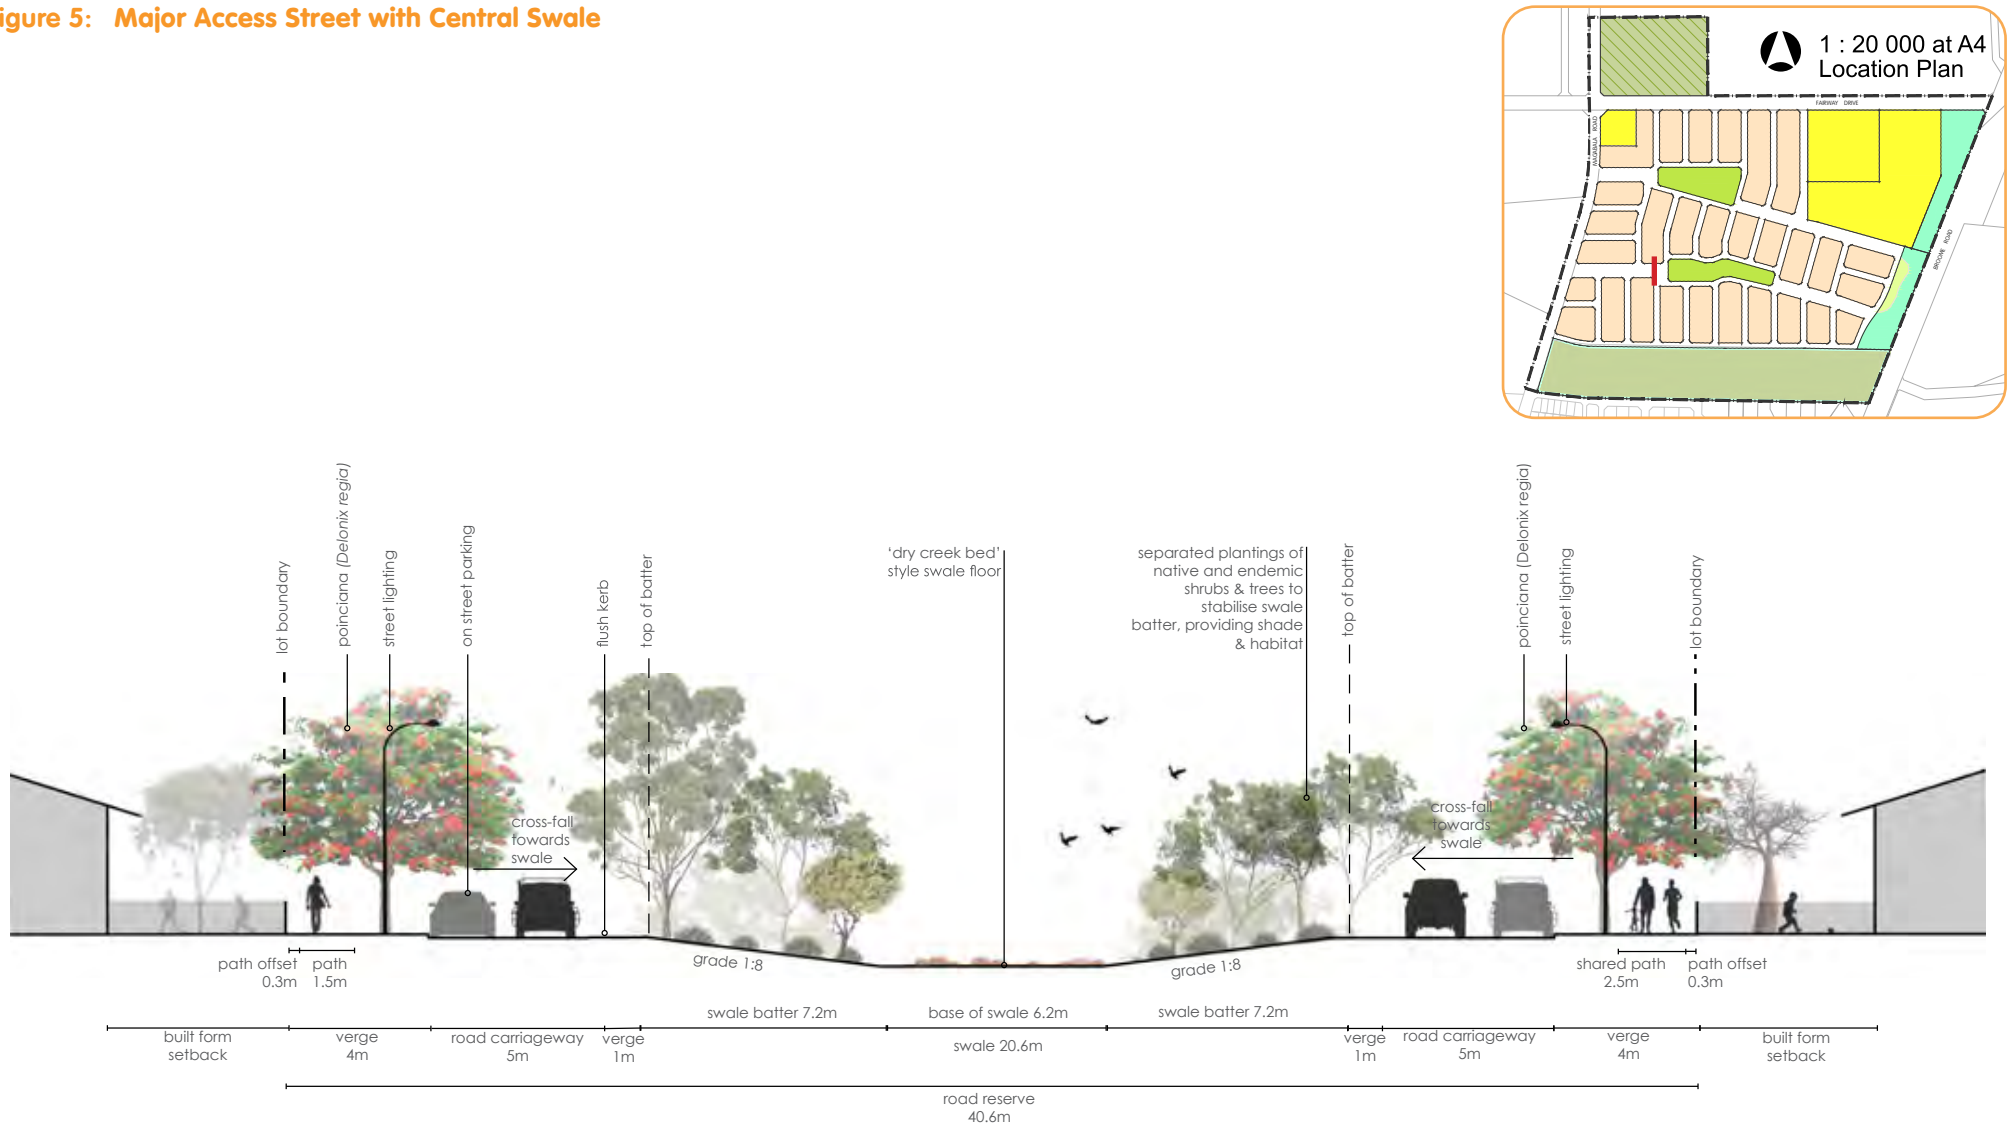 igure 5: Major Access Street with Central Swale
1 : 20 000 at A4
Location Plan
FAIRWAY DRIVE
MAGABALA ROAD
BROOME ROAD
lot boundary
poinciana (Delonix regia)
street lighting
on street parking
flush kerb
top of batter
'dry creek bed'
style swale floor
separated plantings of
native and endemic
shrubs & trees to
stabilise swale
batter, providing shade
& habitat
top of batter
poinciana (Delonix regia)
street lighting
lot boundary
cross-fall
towards
swale
cross-fall
towards
swale
path offset
0.3m
path
1.5m
grade 1:8
grade 1:8
shared path
2.5m
path offset
0.3m
swale batter 7.2m
base of swale 6.2m
swale batter 7.2m
built form
setback
verge
4m
road carriageway
5m
verge
1m
swale 20.6m
verge
1m
road carriageway
5m
verge
4m
built form
setback
road reserve
40.6m